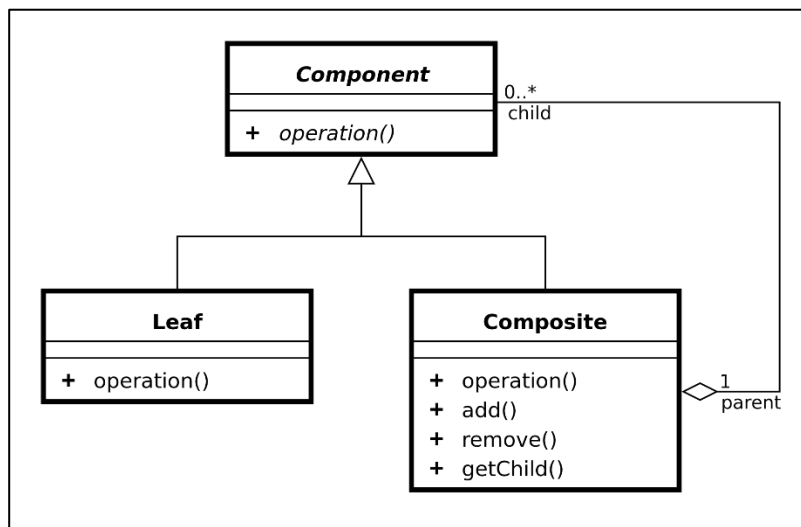 Component
+ operation()
0..*
child
Leaf
+ operation()
Composite
+ operation()
+ add()
+ remove()
+ getChild()
1
parent